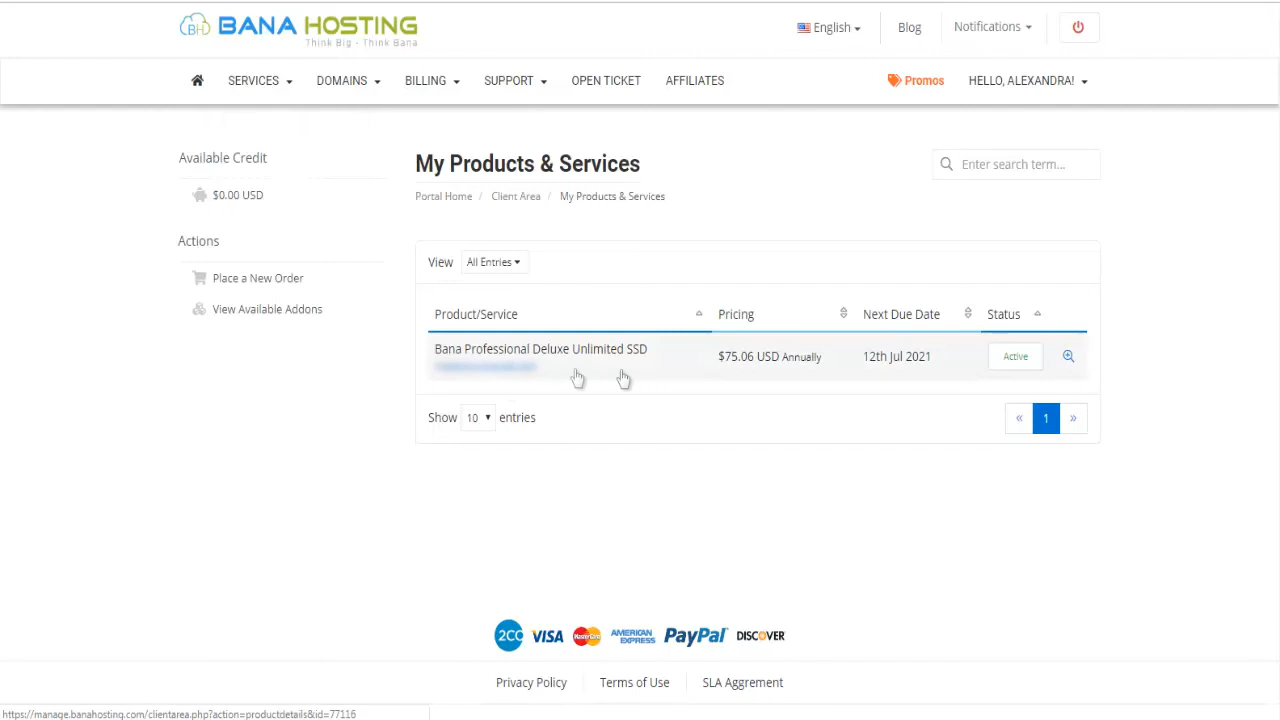 BH BANA HOSTING
Think Big - Think Bana
English
Blog
Notifications
SERVICES
DOMAINS
BILLING
SUPPORT
OPEN TICKET
AFFILIATES
Promos
HELLO, ALEXANDRA!
Available Credit
$0.00 USD
Actions
Place a New Order
View Available Addons
My Products & Services
Portal Home / Client Area / My Products & Services
Enter search term...
View All Entries
Product/Service Pricing Next Due Date Status
Bana Professional Deluxe Unlimited SSD
$75.06 USD Annually 12th Jul 2021 Active
Show 10 entries
« 1 »
2CO VISA MasterCard AMERICAN EXPRESS PayPal DISCOVER
Privacy Policy Terms of Use SLA Aggrement
https://manage.banahosting.com/clientarea.php?action=productdetails&id=77116